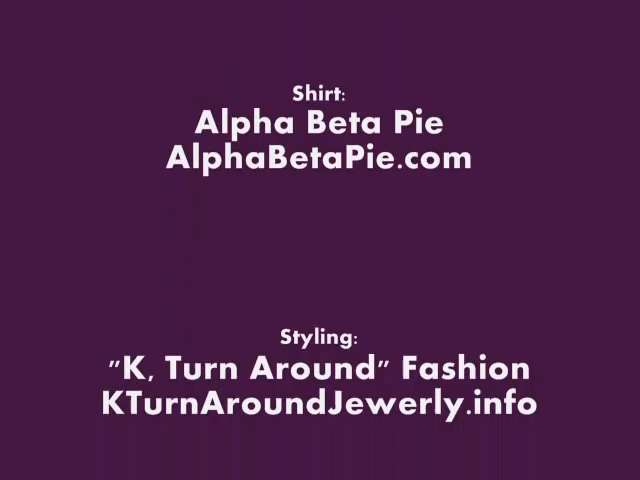 Shirt:
Alpha Beta Pie
AlphaBetaPie.com
Styling:
"K, Turn Around" Fashion
KTurnAroundJewerly.info